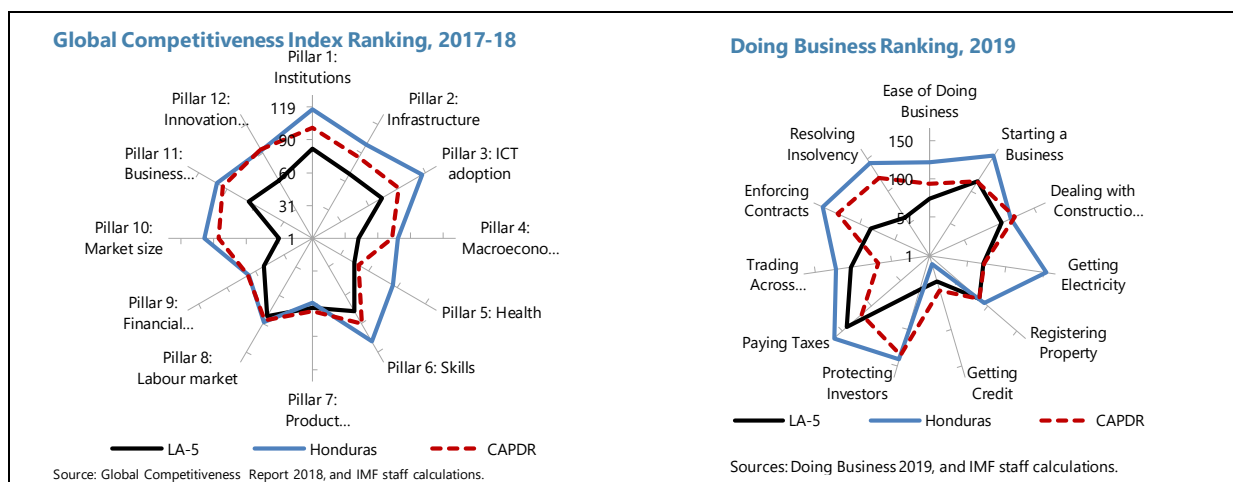 Global Competitiveness Index Ranking, 2017-18
Pillar 1:
Institutions
Pillar 2:
Infrastructure
Pillar 3: ICT
adoption
Pillar 4:
Macroecono...
Pillar 5: Health
Pillar 6: Skills
Pillar 7:
Product...
Pillar 8:
Labour market
Pillar 9:
Financial...
Pillar 10:
Market size
Pillar 11:
Business...
Pillar 12:
Innovation...
119
90
60
31
1
LA-5
Honduras
CAPDR
Source: Global Competitiveness Report 2018, and IMF staff calculations.
Doing Business Ranking, 2019
Ease of Doing
Business
Starting a
Business
Dealing with
Constructio...
Getting
Electricity
Registering
Property
Getting
Credit
Protecting
Investors
Paying Taxes
Trading
Across...
Enforcing
Contracts
Resolving
Insolvency
150
100
51
1
LA-5
Honduras
CAPDR
Sources: Doing Business 2019, and IMF staff calculations.